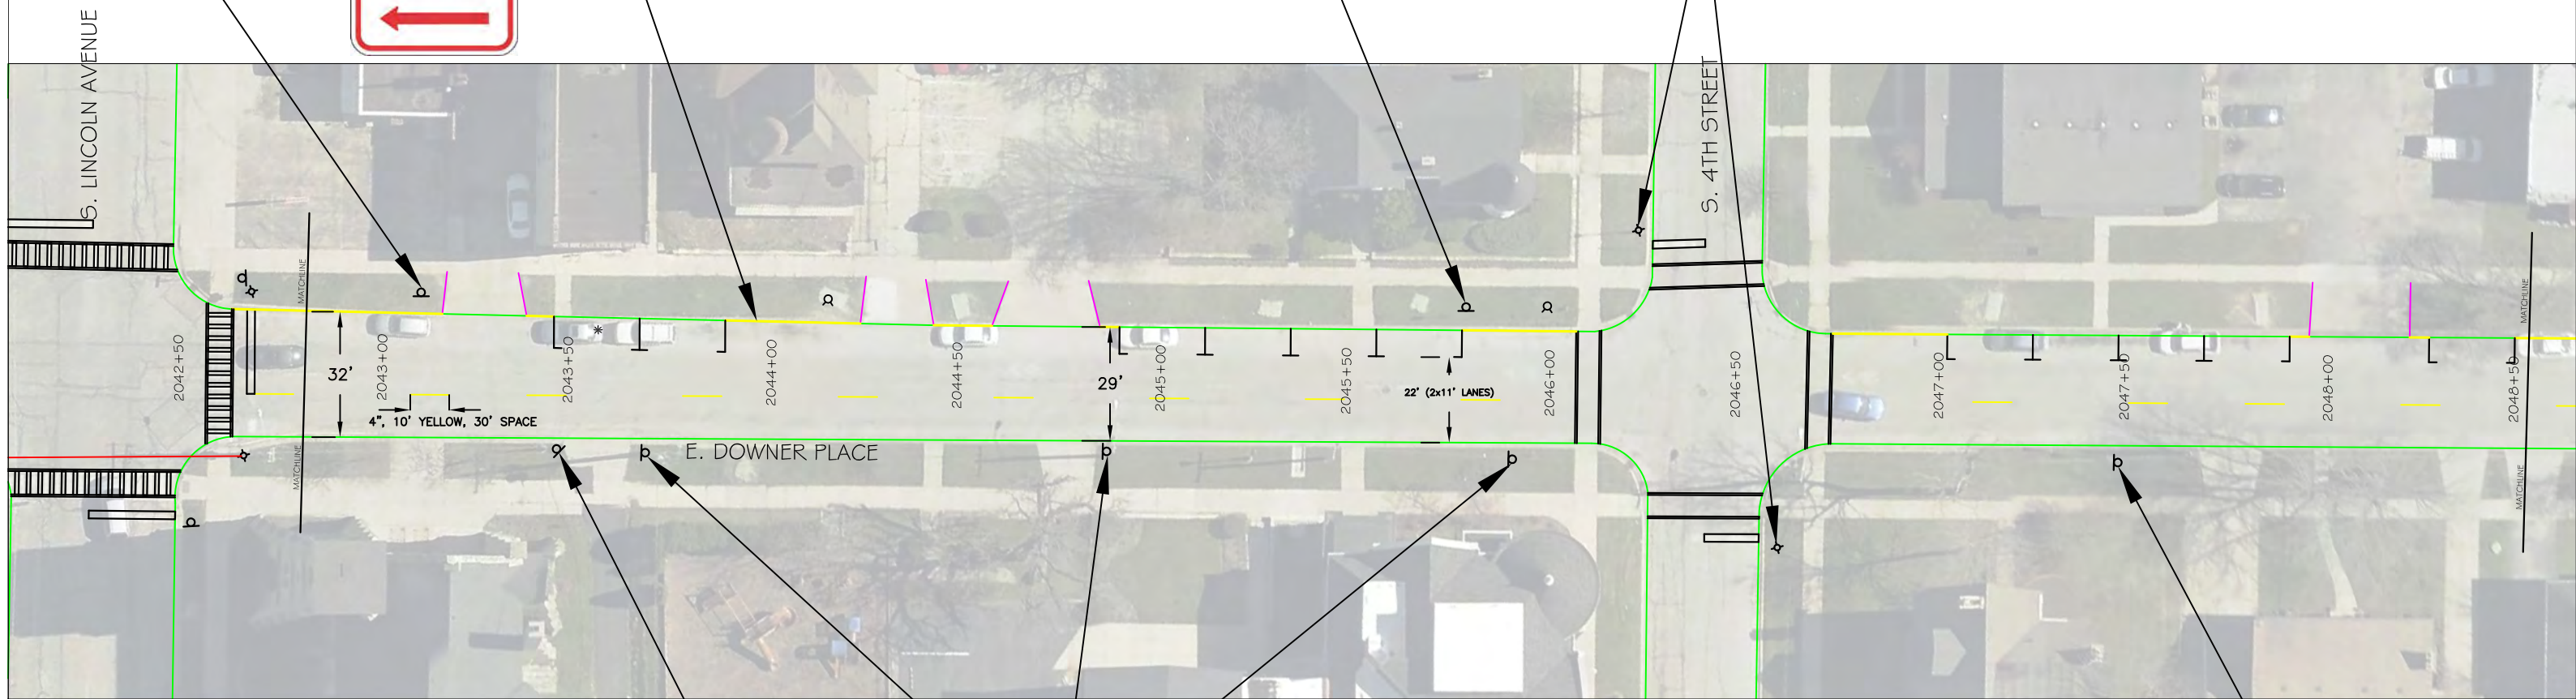 S. LINCOLN AVENUE
S. 4TH STREET
MATCHLINE
MATCHLINE
2042+50
32'
2043+00
2043+50
2044+00
2044+50
29'
2045+00
2045+50
22' (2x11' LANES)
2046+00
2046+50
2047+00
2047+50
2048+00
2048+50
4", 10' YELLOW, 30' SPACE
E. DOWNER PLACE
MATCHLINE
MATCHLINE